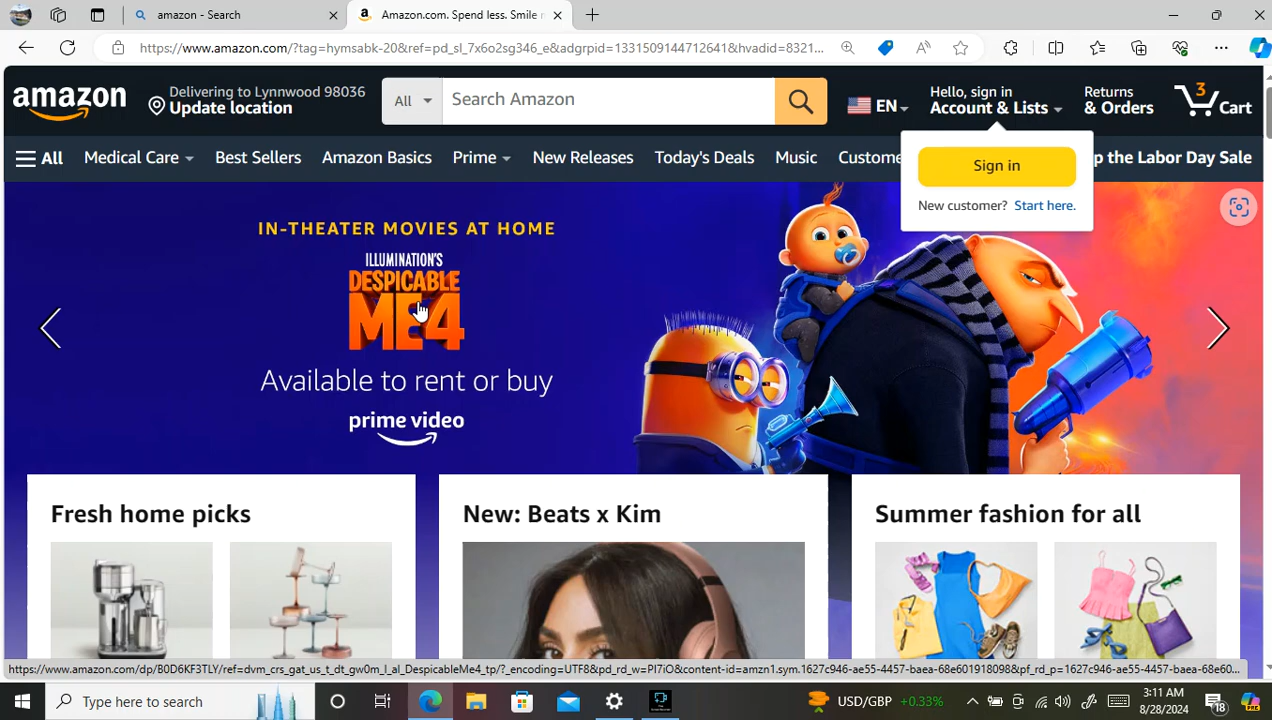 amazon - Search
Amazon.com. Spend less. Smile
https://www.amazon.com/?tag=hymsabk-20&ref=pd_sl_7x6o2sg346_e&adgrpid=1331509144712641&hvadid=8321...
amazon
Delivering to Lynnwood 98036
Update location
All
Search Amazon
EN
Hello, sign in
Account & Lists
Returns
& Orders
3
Cart
All
Medical Care
Best Sellers
Amazon Basics
Prime
New Releases
Today's Deals
Music
Custome
p the Labor Day Sale
Sign in
New customer? Start here.
IN-THEATER MOVIES AT HOME
ILLUMINATION'S
DESPICABLE
ME4
Available to rent or buy
prime video
Fresh home picks
New: Beats x Kim
Summer fashion for all
https://www.amazon.com/dp/B0D6KF3TLY/ref=dvm_crs_gat_us_t_dt_gw0m_l_al_DespicableMe4_tp/?_encoding=UTF8&pd_rd_w=PI7iO&content-id=amzn1.sym.1627c946-ae55-4457-baea-68e601918098&pf_rd_p=1627c946-ae55-4457-baea-68e60...
Type here to search
USD/GBP +0.33%
3:11 AM
8/28/2024
18